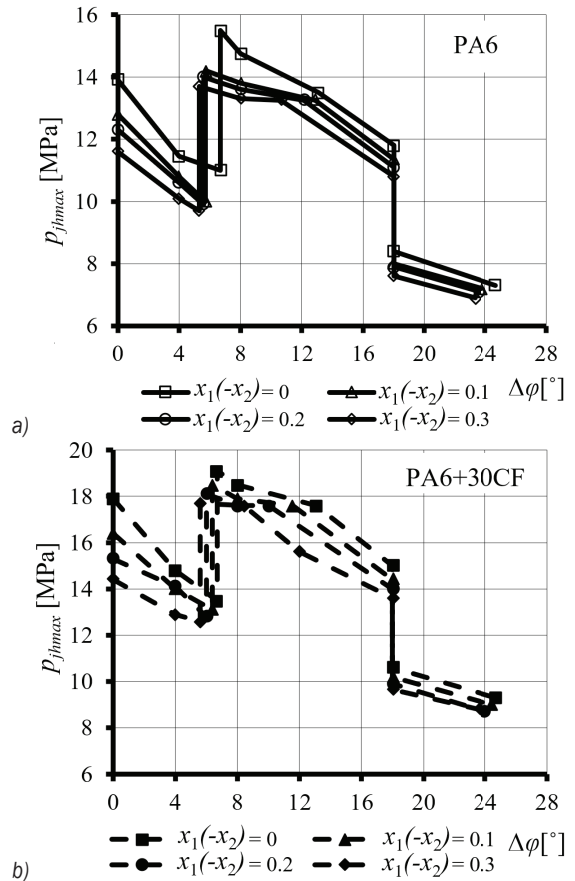 16
PA6
14
12
10
8
6
p_jhmax [MPa]
0 4 8 12 16 20 24 28
x₁(-x₂) = 0 x₁(-x₂) = 0.1 Δφ[°]
x₁(-x₂) = 0.2 x₁(-x₂) = 0.3
a)
20
PA6+30CF
18
16
14
12
10
8
6
p_jhmax [MPa]
0 4 8 12 16 20 24 28
x₁(-x₂) = 0 x₁(-x₂) = 0.1 Δφ[°]
x₁(-x₂) = 0.2 x₁(-x₂) = 0.3
b)